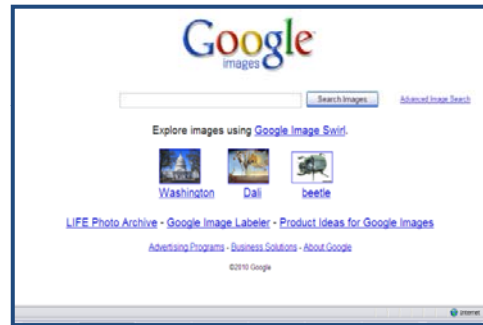 Google
images
Search Images
Advanced Image Search
Explore images using Google Image Swirl.
Washington Dali beetle
LIFE Photo Archive - Google Image Labeler - Product Ideas for Google Images
Advertising Programs - Business Solutions - About Google
©2010 Google
Internet